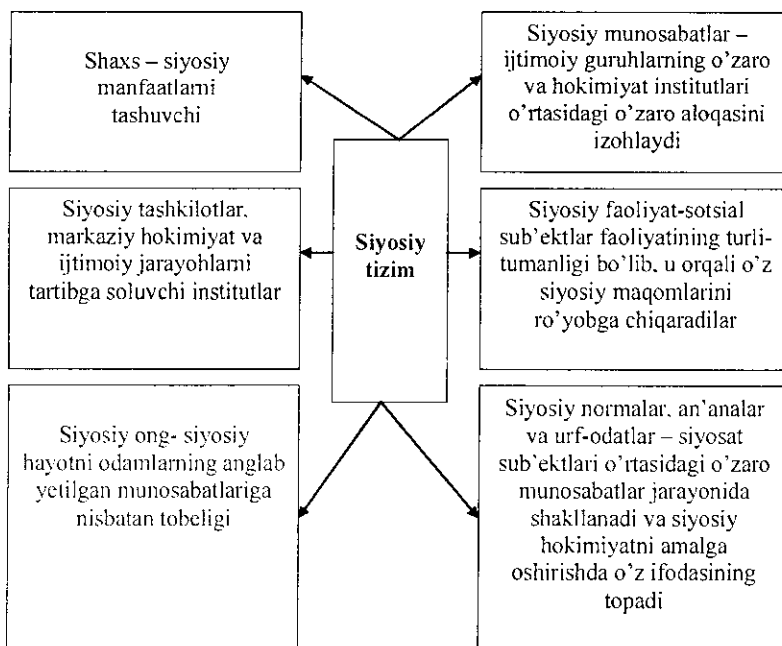 Shaxs – siyosiy
manfaatlarni
tashuvchi
Siyosiy munosabatlar –
ijtimoiy guruhlarning o’zaro
va hokimiyat institutlari
o’rtasidagi o’zaro aloqasini
izohlaydi
Siyosiy tashkilotlar,
markaziy hokimiyat va
ijtimoiy jarayohlarni
tartibga soluvchi institutlar
Siyosiy
tizim
Siyosiy faoliyat-sotsial
sub’ektlar faoliyatining turli-
tumanligi bo’lib, u orqali o’z
siyosiy maqomlarini
ro’yobga chiqaradilar
Siyosiy ong- siyosiy
hayotni odamlarning anglab
yetilgan munosabatlariga
nisbatan tobeligi
Siyosiy normalar, an’analar
va urf-odatlar – siyosat
sub’ektlari o’rtasidagi o’zaro
munosabatlar jarayonida
shakllanadi va siyosiy
hokimiyatni amalga
oshirishda o’z ifodasining
topadi